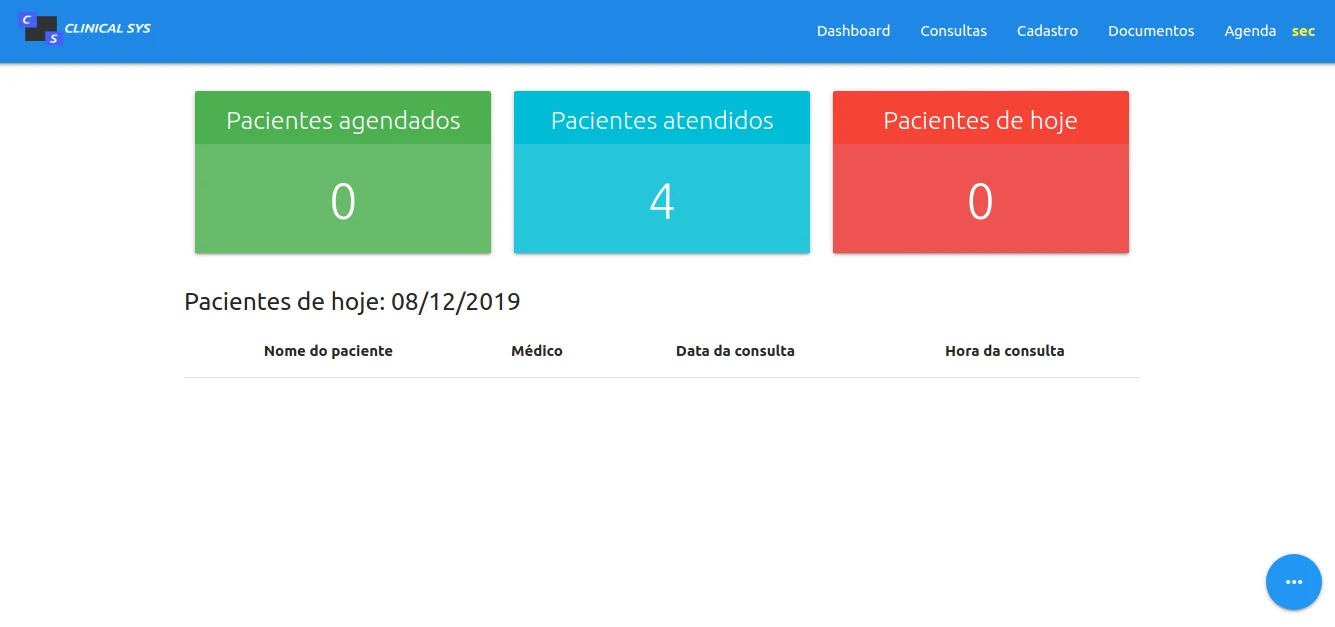 C
S
CLINICAL SYS
Dashboard Consultas Cadastro Documentos Agenda sec
Pacientes agendados
0
Pacientes atendidos
4
Pacientes de hoje
0
Pacientes de hoje: 08/12/2019
Nome do paciente Médico Data da consulta Hora da consulta